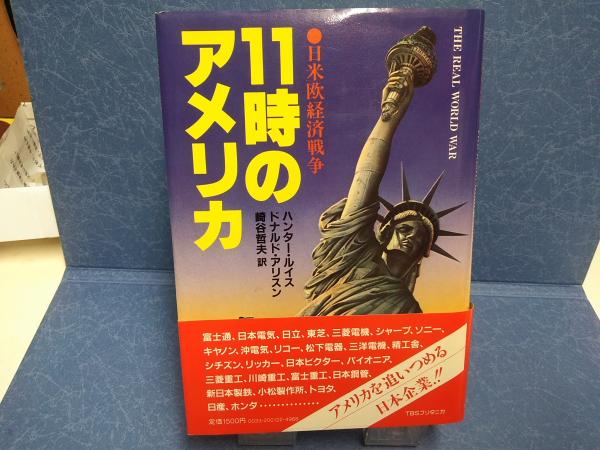 ●日米欧経済戦争
11時の
アメリカ
THE REAL WORLD WAR
ハンター・ルイス
ドナルド・アリスン
崎谷哲夫 訳
富士通、日本電気、日立、東芝、三菱電機、シャープ、ソニー、
キヤノン、沖電気、リコー、松下電器、三洋電機、精工舎、
シチズン、リッカー、日本ビクター、パイオニア、
三菱重工、川崎重工、富士重工、日本鋼管、
新日本製鉄、小松製作所、トヨタ、
日産、ホンダ・・・・・・・・・・・・・
アメリカを追いつめる
日本企業!!
定価1500円
TBSブリタニカ